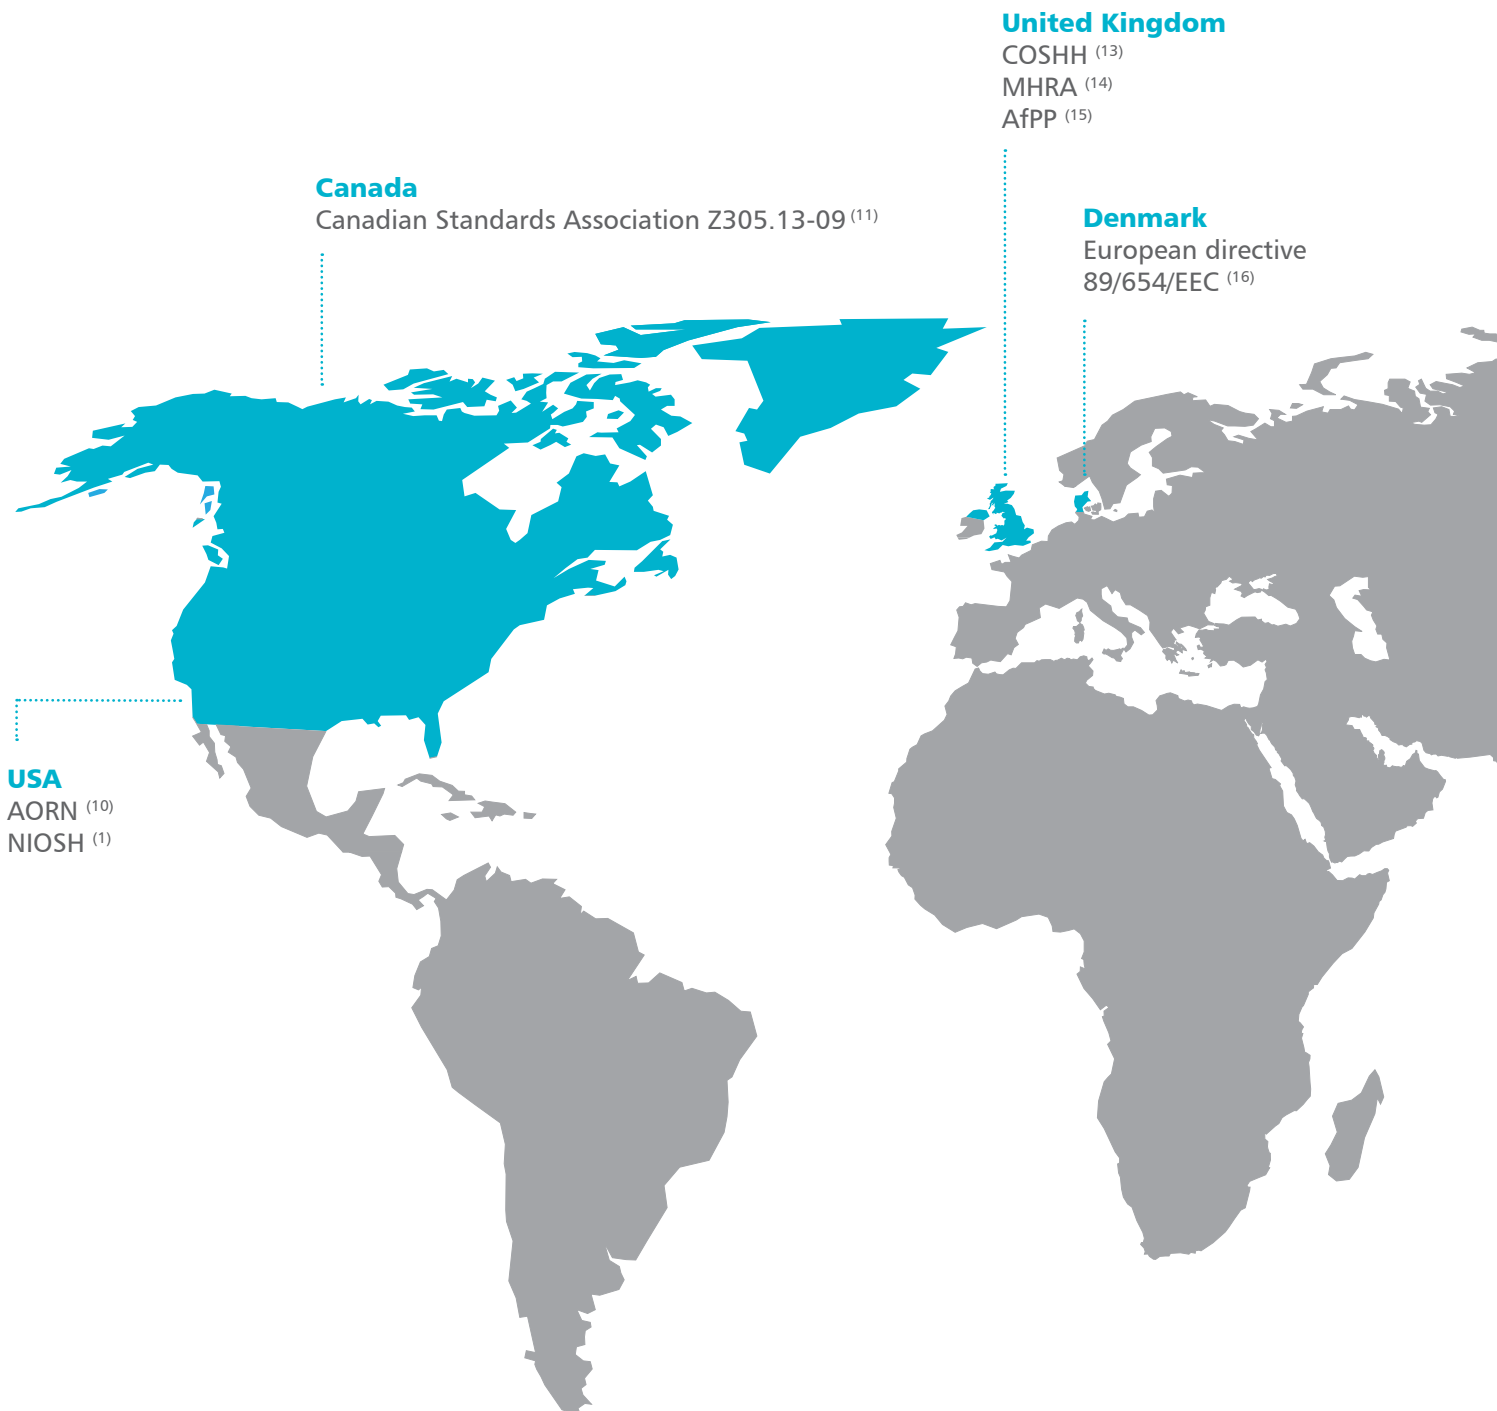 United Kingdom
COSHH (13)
MHRA (14)
AfPP (15)
Canada
Canadian Standards Association Z305.13-09 (11)
Denmark
European directive
89/654/EEC (16)
USA
AORN (10)
NIOSH (1)